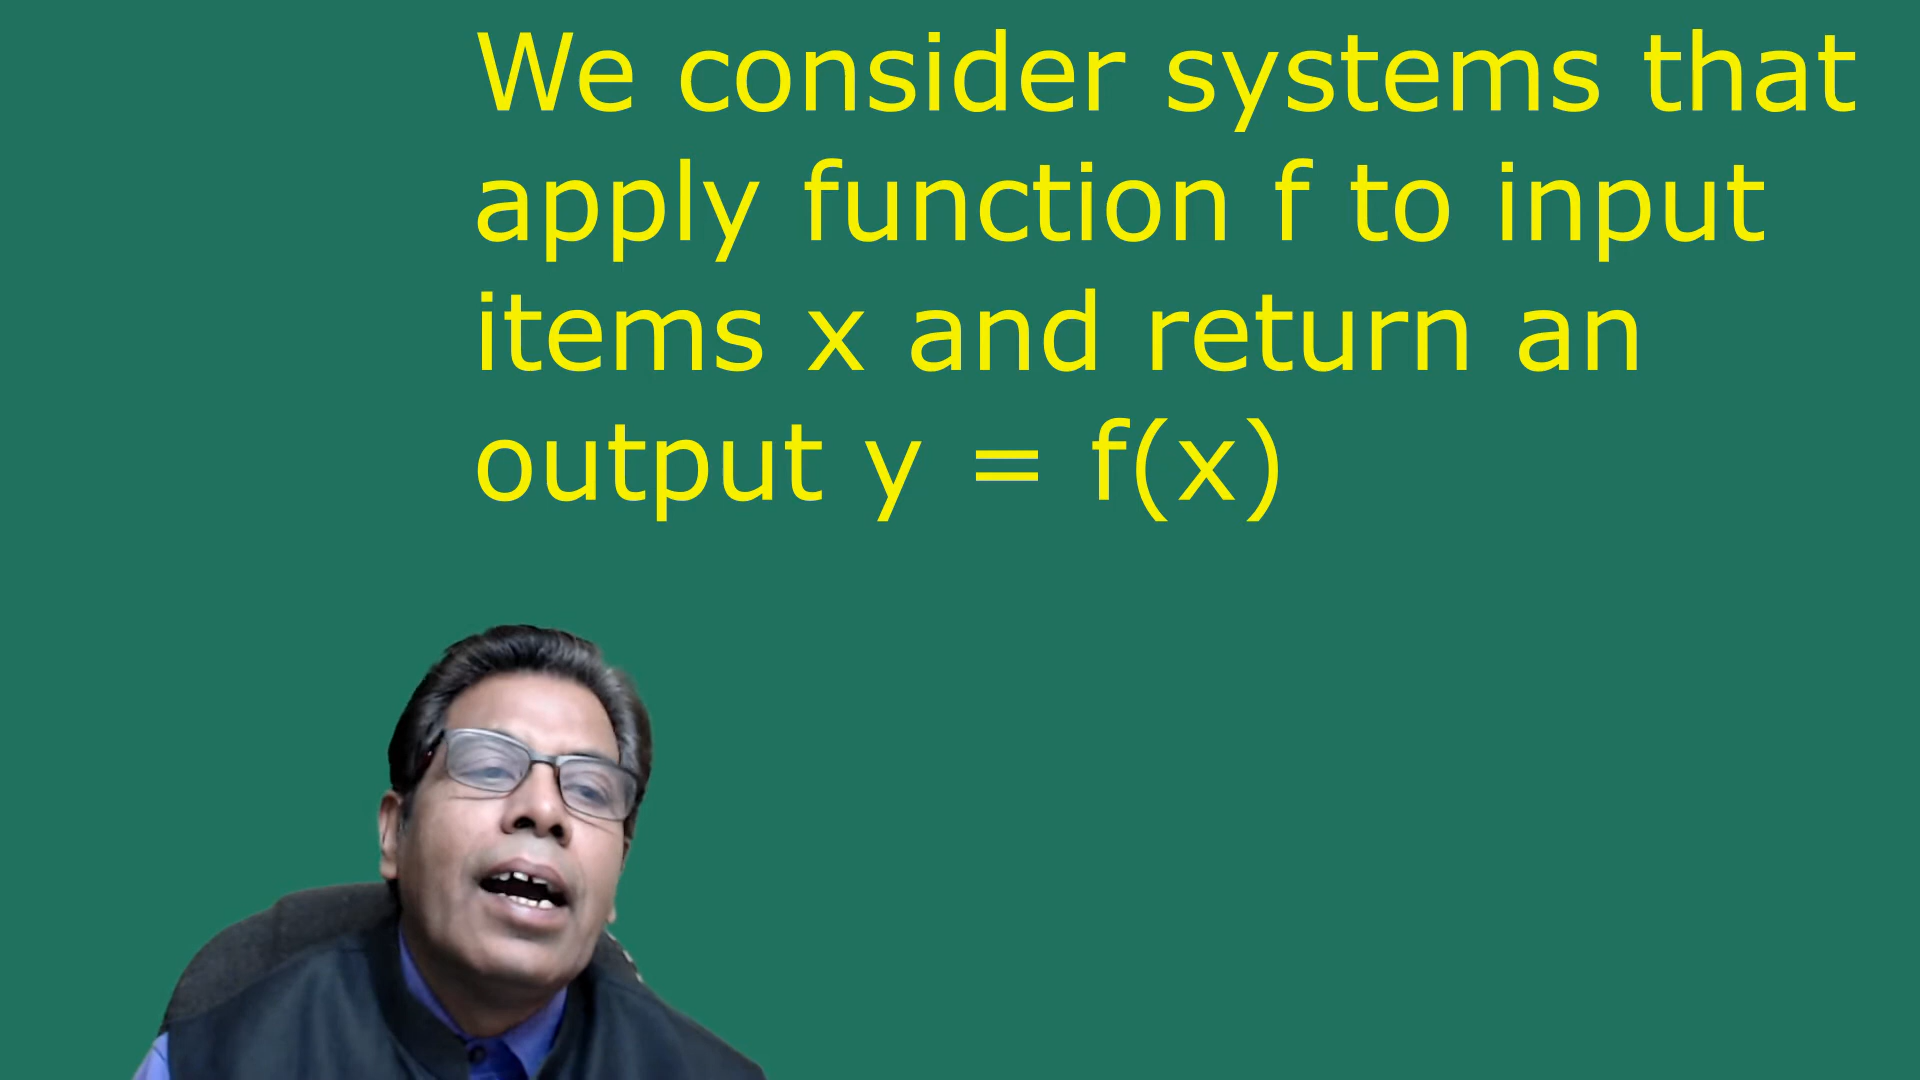 We consider systems that
apply function f to input
items x and return an
output y = f(x)